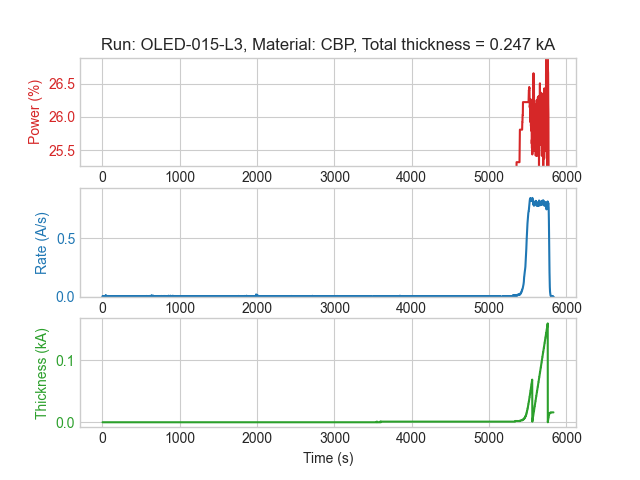 Run: OLED-015-L3, Material: CBP, Total thickness = 0.247 kA
Power (%)
26.5
26.0
25.5
0 1000 2000 3000 4000 5000 6000
Rate (A/s)
0.5
0.0
0 1000 2000 3000 4000 5000 6000
Thickness (kA)
0.1
0.0
0 1000 2000 3000 4000 5000 6000
Time (s)